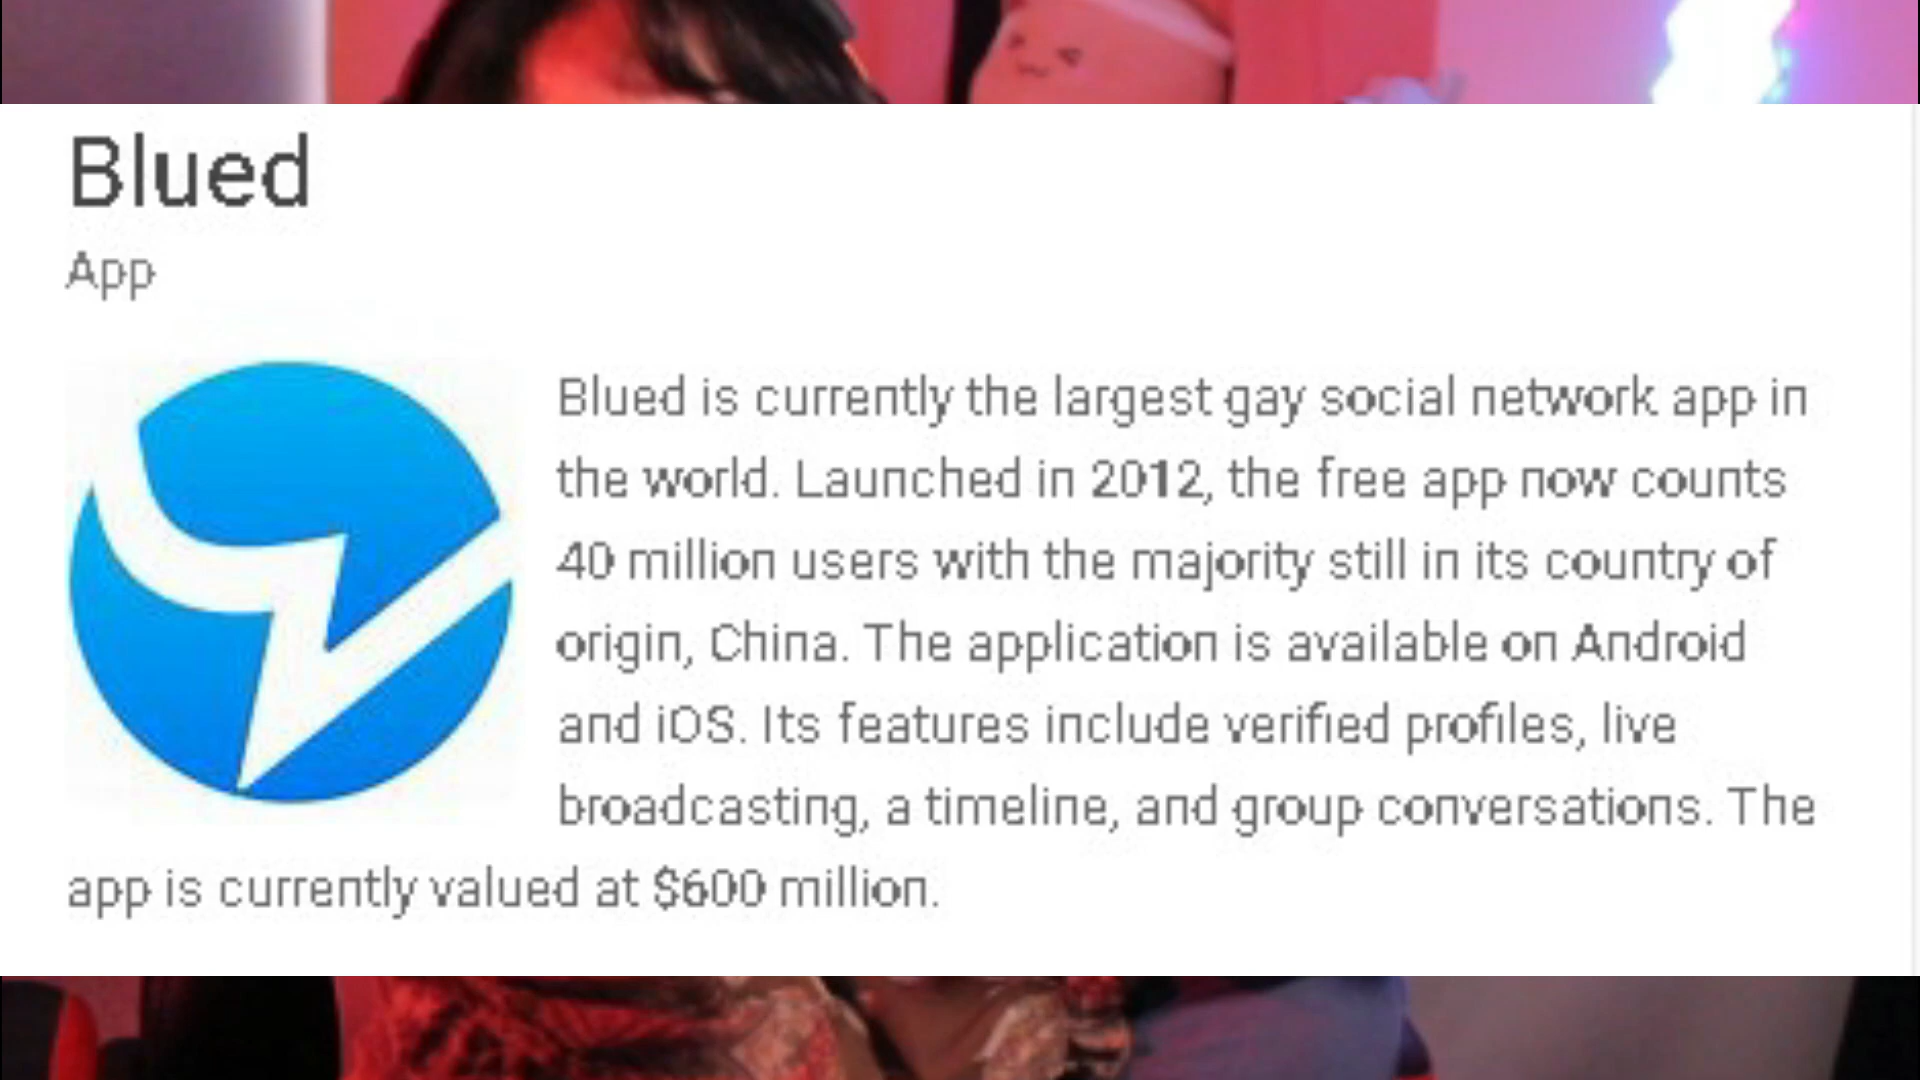 Blued
App
Blued is currently the largest gay social network app in
the world. Launched in 2012, the free app now counts
40 million users with the majority still in its country of
origin, China. The application is available on Android
and iOS. Its features include verified profiles, live
broadcasting, a timeline, and group conversations. The
app is currently valued at $600 million.